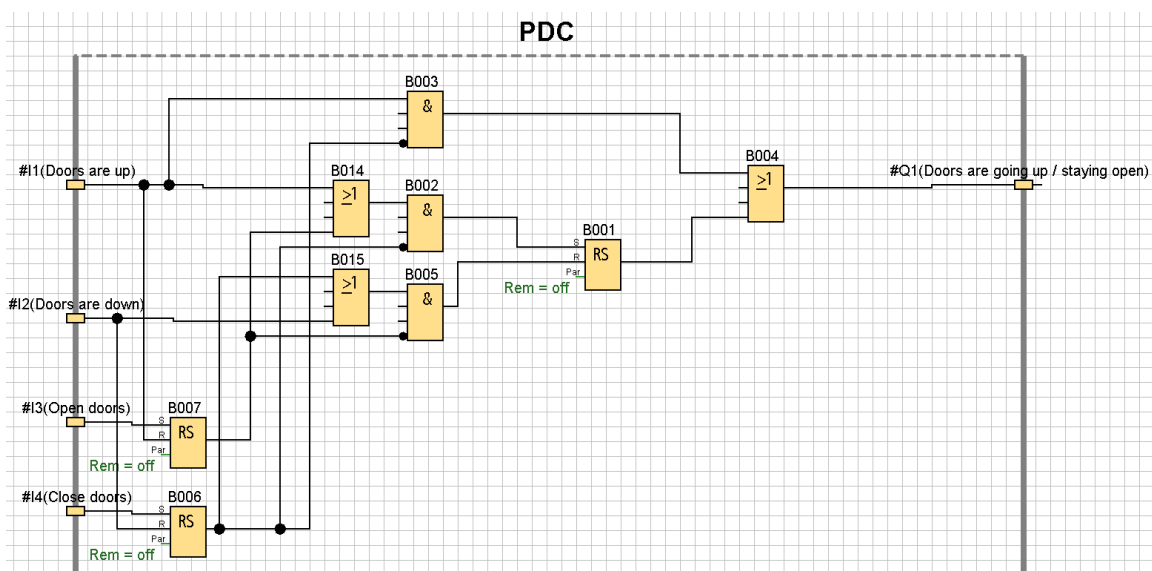 PDC
B003
&
#I1(Doors are up)
B014
≥1
B002
&
B004
≥1
#Q1(Doors are going up / staying open)
B015
≥1
B005
&
B001
S
R
Par
RS
Rem = off
#I2(Doors are down)
#I3(Open doors)
B007
S
R
Par
RS
Rem = off
#I4(Close doors)
B006
S
R
Par
RS
Rem = off